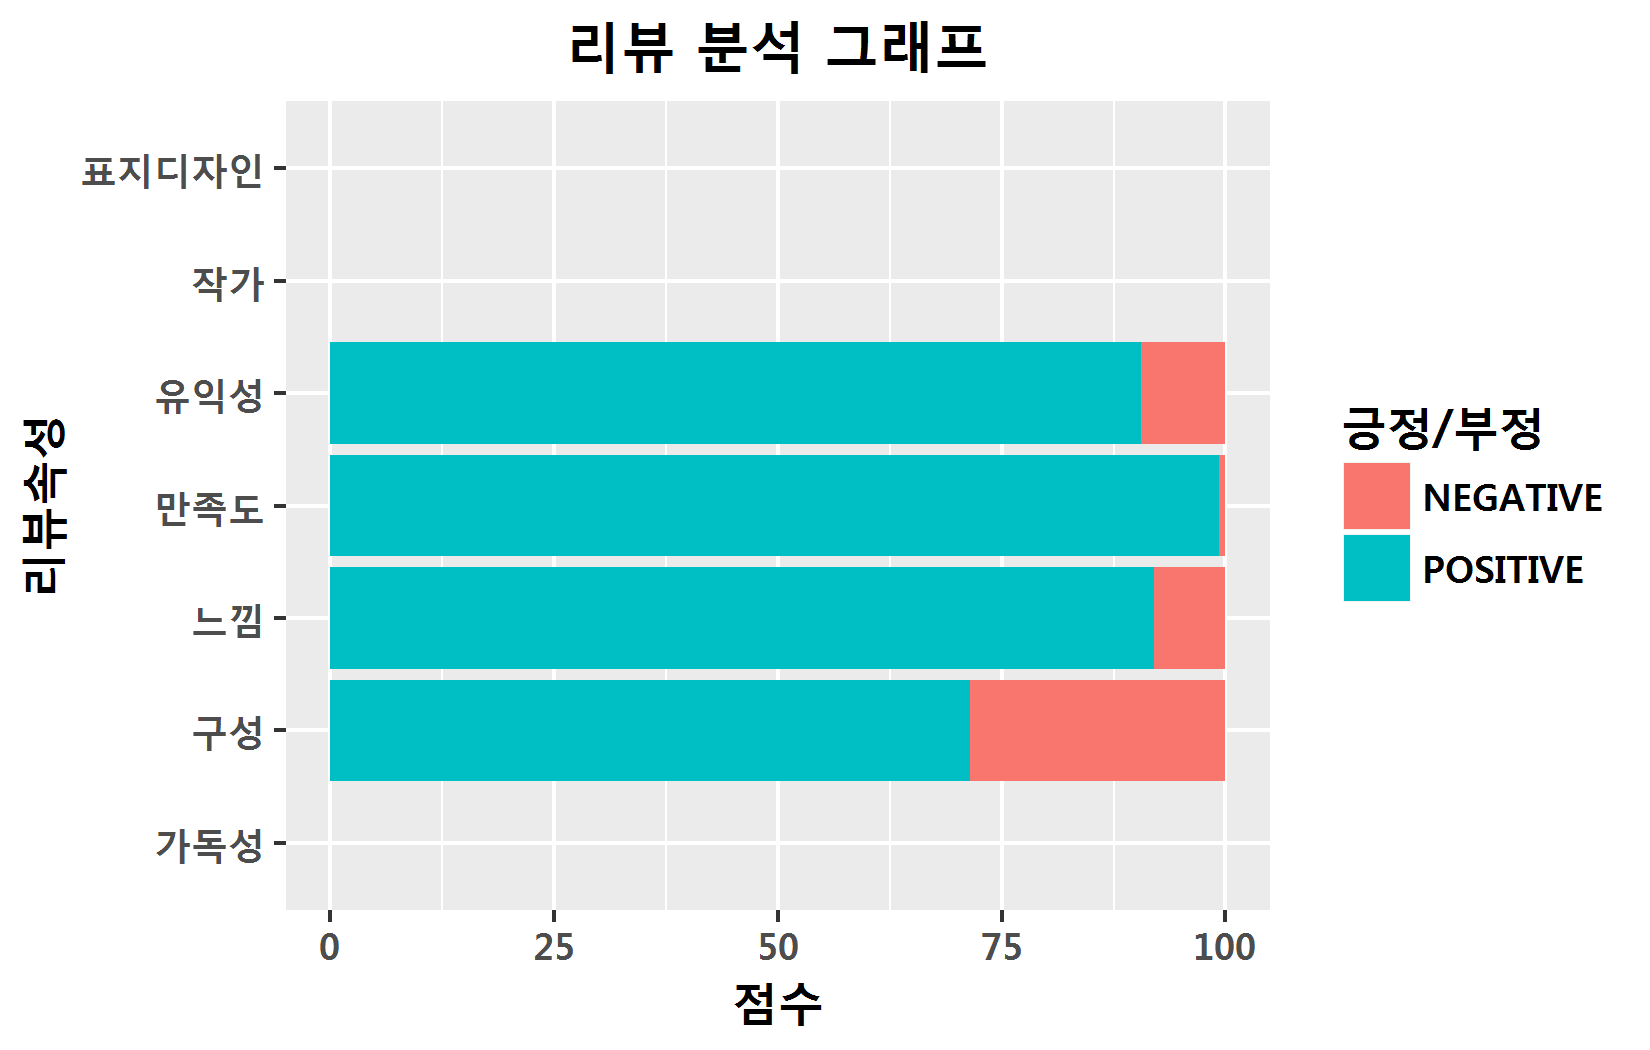 리뷰 분석 그래프
표지디자인
작가
유익성
만족도
느낌
구성
가독성
리뷰속성
0 25 50 75 100
점수
긍정/부정
NEGATIVE
POSITIVE